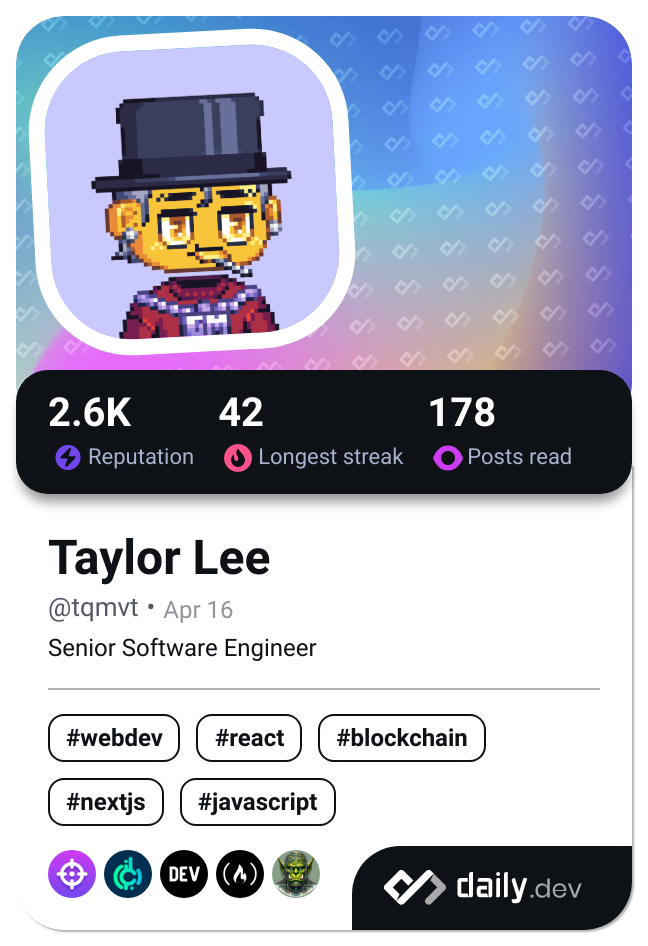 GM
2.6K 42 178
Reputation Longest streak Posts read
Taylor Lee
@tqmvt • Apr 16
Senior Software Engineer
#webdev #react #blockchain
#nextjs #javascript
DEV
daily.dev